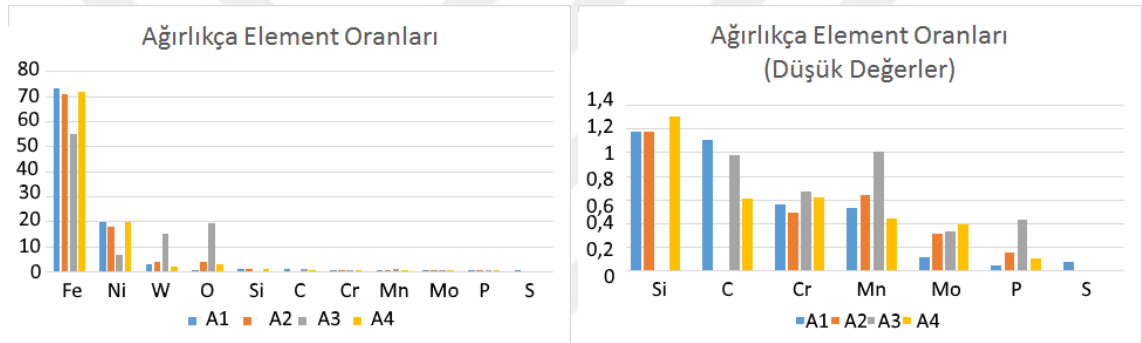 Ağırlıkça Element Oranları
80
70
60
50
40
30
20
10
0
Fe Ni W O Si C Cr Mn Mo P S
A1 A2 A3 A4
Ağırlıkça Element Oranları
(Düşük Değerler)
1,4
1,2
1
0,8
0,6
0,4
0,2
0
Si C Cr Mn Mo P S
A1 A2 A3 A4